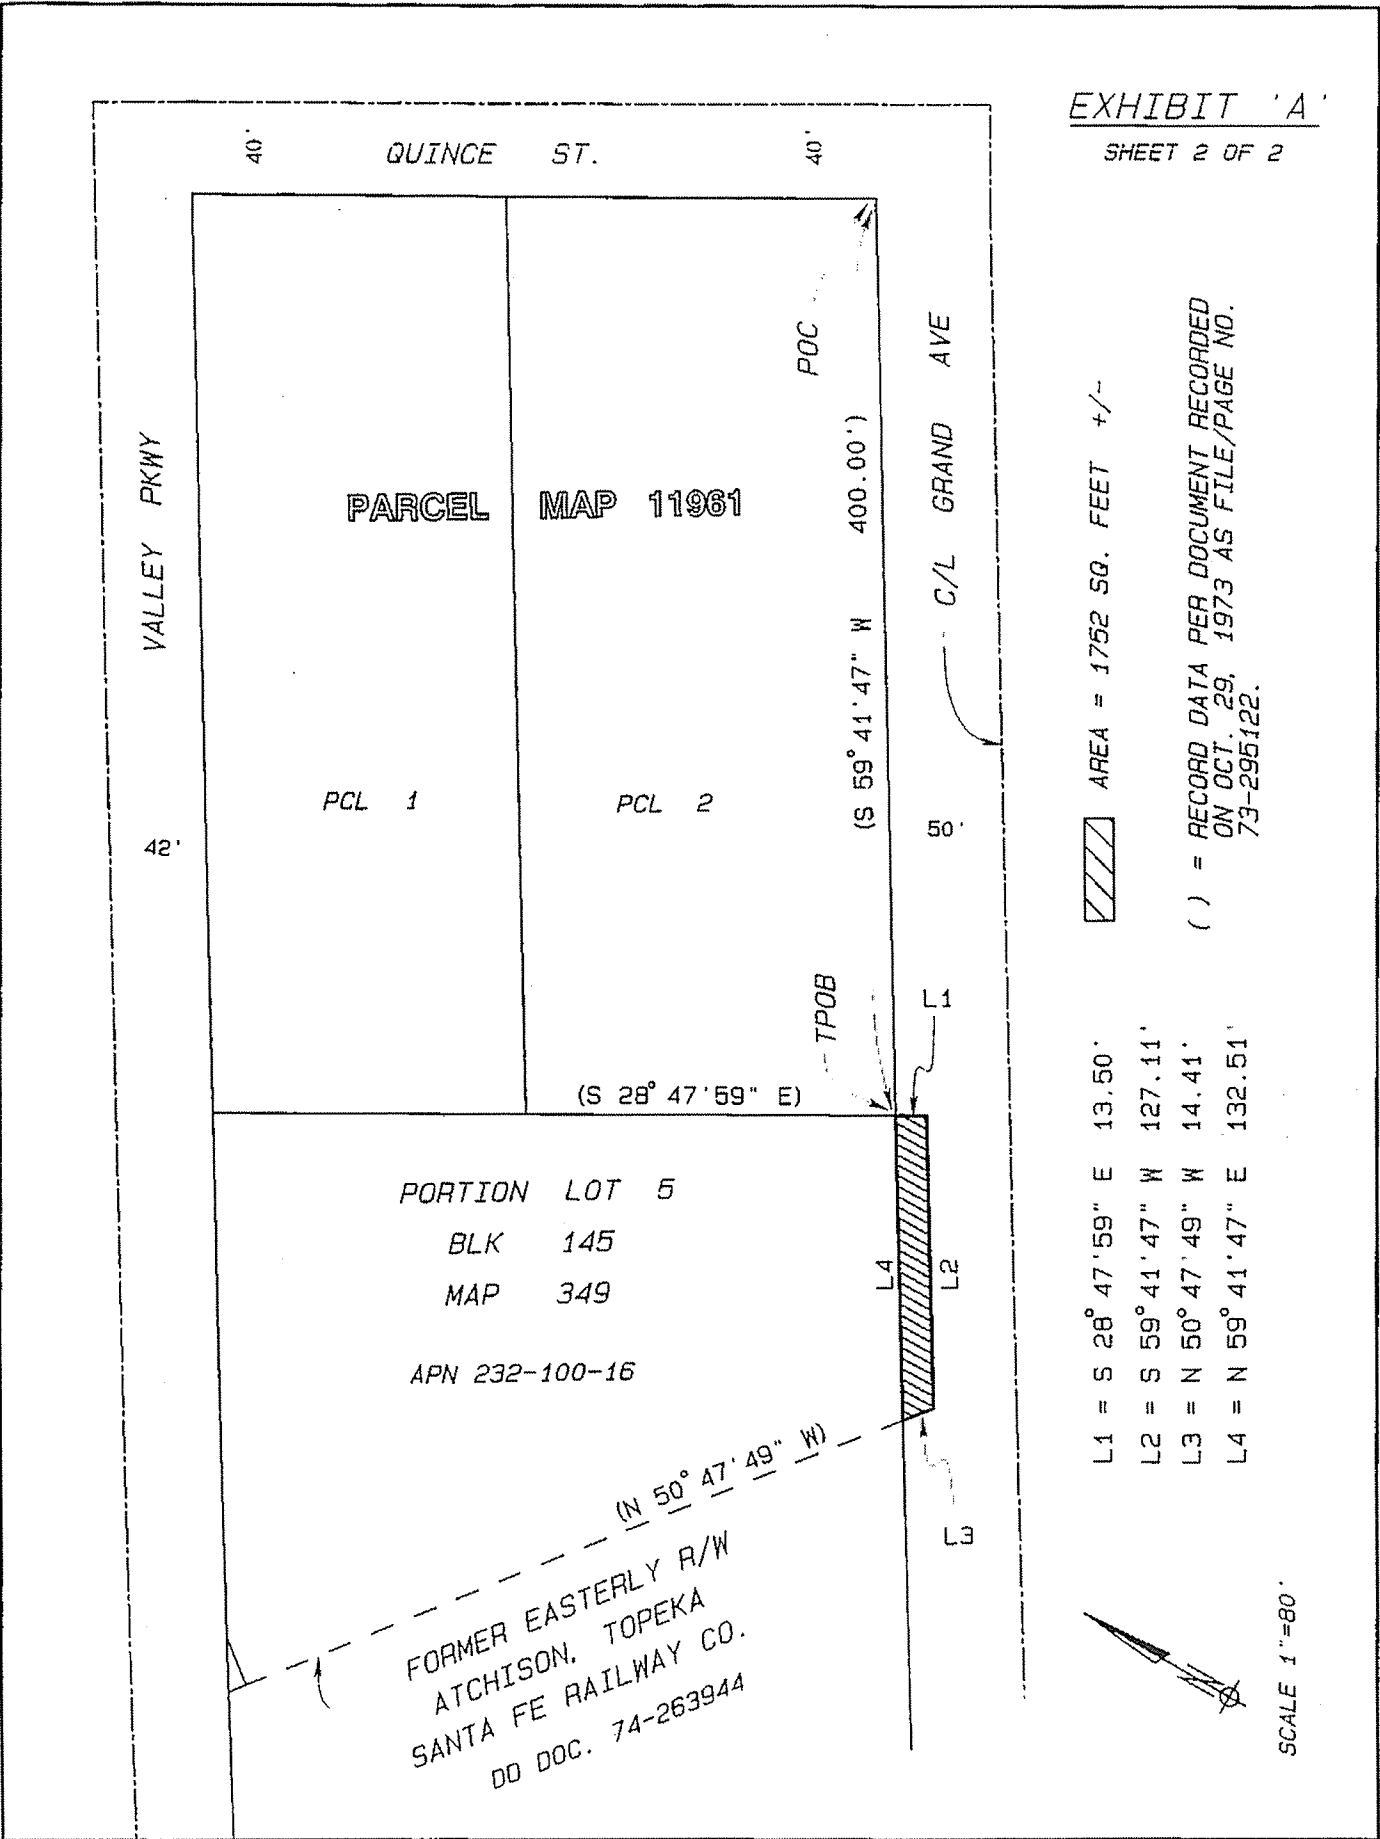 EXHIBIT 'A'
SHEET 2 OF 2
40'
QUINCE ST.
40'
POC
VALLEY PKWY
C/L GRAND AVE
PARCEL MAP 11961
(S 59° 41' 47" W 400.00')
PCL 1
PCL 2
42'
50'
AREA = 1752 SQ. FEET +/-
( ) = RECORD DATA PER DOCUMENT RECORDED
ON OCT. 29, 1973 AS FILE/PAGE NO.
73-295122.
TPOB
L1
(S 28° 47' 59" E)
PORTION LOT 5
BLK 145
MAP 349
APN 232-100-16
L4
L2
(N 50° 47' 49" W)
L3
FORMER EASTERLY R/W
ATCHISON, TOPEKA
SANTA FE RAILWAY CO.
DD DOC. 74-263944
L1 = S 28° 47' 59" E 13.50'
L2 = S 59° 41' 47" W 127.11'
L3 = N 50° 47' 49" W 14.41'
L4 = N 59° 41' 47" E 132.51'
SCALE 1"=80'